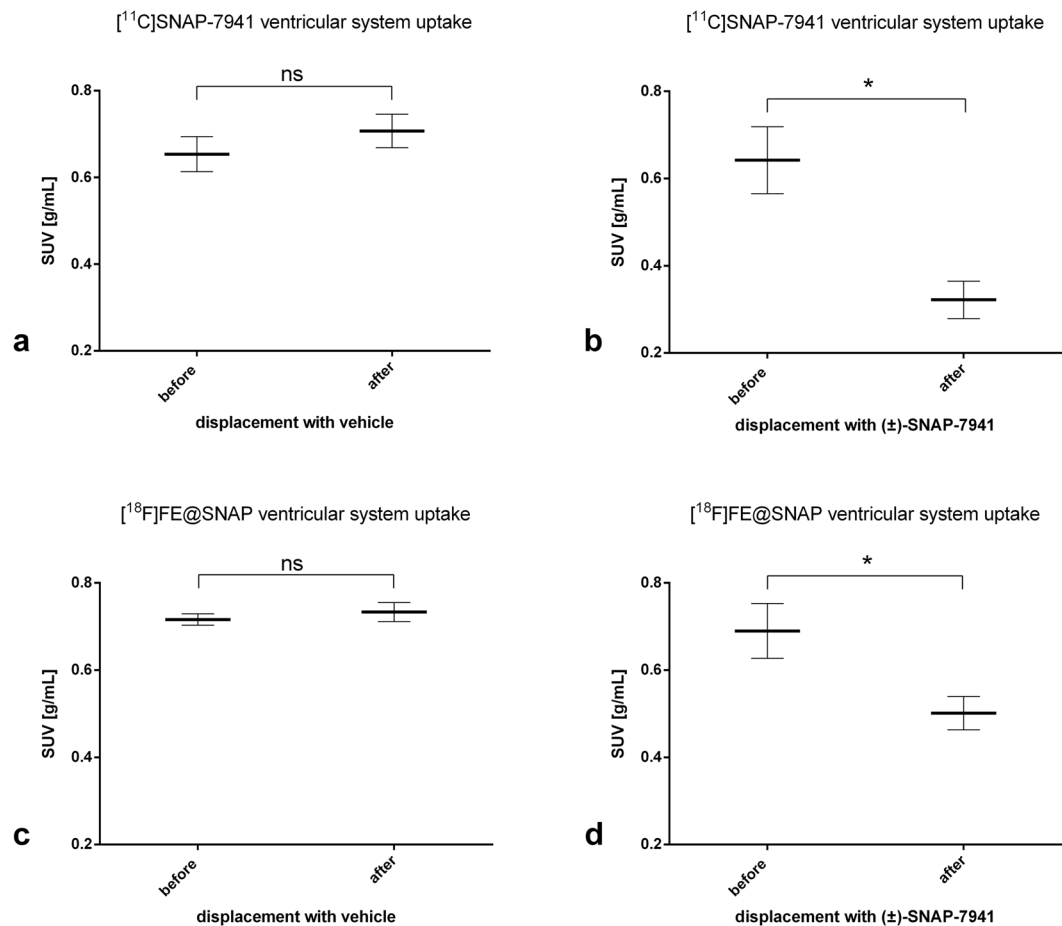 [¹¹C]SNAP-7941 ventricular system uptake
ns
0.8
0.6
0.4
0.2
SUV [g/mL]
before
after
displacement with vehicle
a
[¹¹C]SNAP-7941 ventricular system uptake
*
0.8
0.6
0.4
0.2
SUV [g/mL]
before
after
displacement with (±)-SNAP-7941
b
[¹⁸F]FE@SNAP ventricular system uptake
ns
0.8
0.6
0.4
0.2
SUV [g/mL]
before
after
displacement with vehicle
c
[¹⁸F]FE@SNAP ventricular system uptake
*
0.8
0.6
0.4
0.2
SUV [g/mL]
before
after
displacement with (±)-SNAP-7941
d